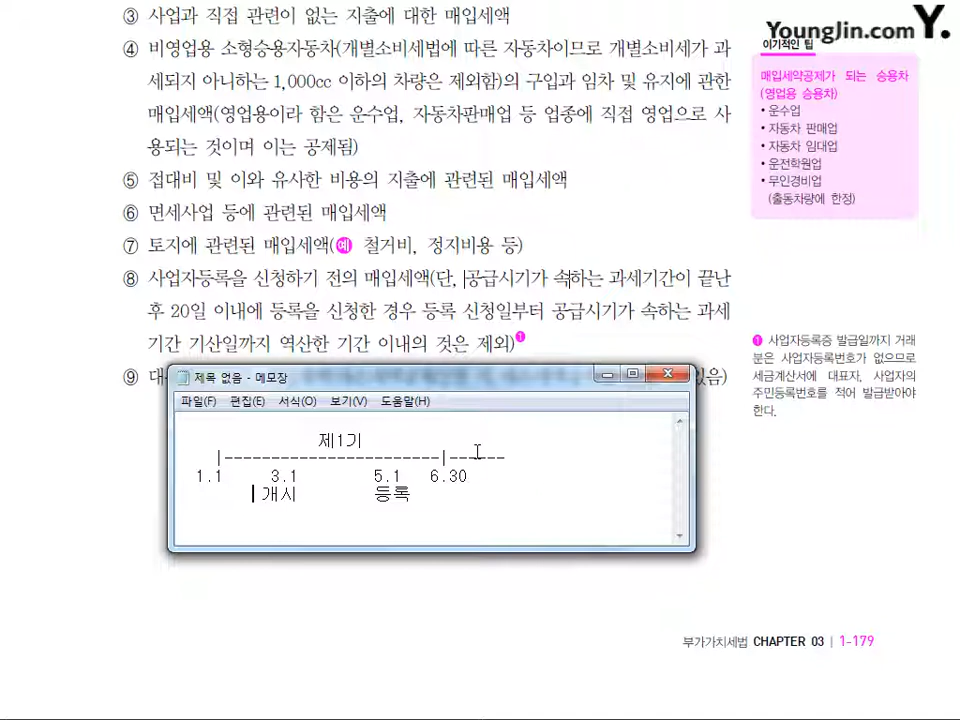 ③ 사업과 직접 관련이 없는 지출에 대한 매입세액
④ 비영업용 소형승용자동차(개별소비세법에 따른 자동차이므로 개별소비세가 과
세되지 아니하는 1,000cc 이하의 차량은 제외함)의 구입과 임차 및 유지에 관한
매입세액(영업용이라 함은 운수업, 자동차판매업 등 업종에 직접 영업으로 사
용되는 것이며 이는 공제됨)
⑤ 접대비 및 이와 유사한 비용의 지출에 관련된 매입세액
⑥ 면세사업 등에 관련된 매입세액
⑦ 토지에 관련된 매입세액(예 철거비, 정지비용 등)
⑧ 사업자등록을 신청하기 전의 매입세액(단, 공급시기가 속하는 과세기간이 끝난
후 20일 이내에 등록을 신청한 경우 등록 신청일부터 공급시기가 속하는 과세
기간 기산일까지 역산한 기간 이내의 것은 제외)❶
⑨ 대
있음)
제목 없음 - 메모장
파일(F) 편집(E) 서식(O) 보기(V) 도움말(H)
제1기
|------------------------|------
1.1 3.1 5.1 6.30
개시 등록
YoungJin.com Y.
이기적인 팁
매입세액공제가 되는 승용차
(영업용 승용차)
• 운수업
• 자동차 판매업
• 자동차 임대업
• 운전학원업
• 무인경비업
(출동차량에 한정)
❶ 사업자등록증 발급일까지 거래
분은 사업자등록번호가 없으므로
세금계산서에 대표자, 사업자의
주민등록번호를 적어 발급받아야
한다.
부가가치세법 CHAPTER 03 | 1-179